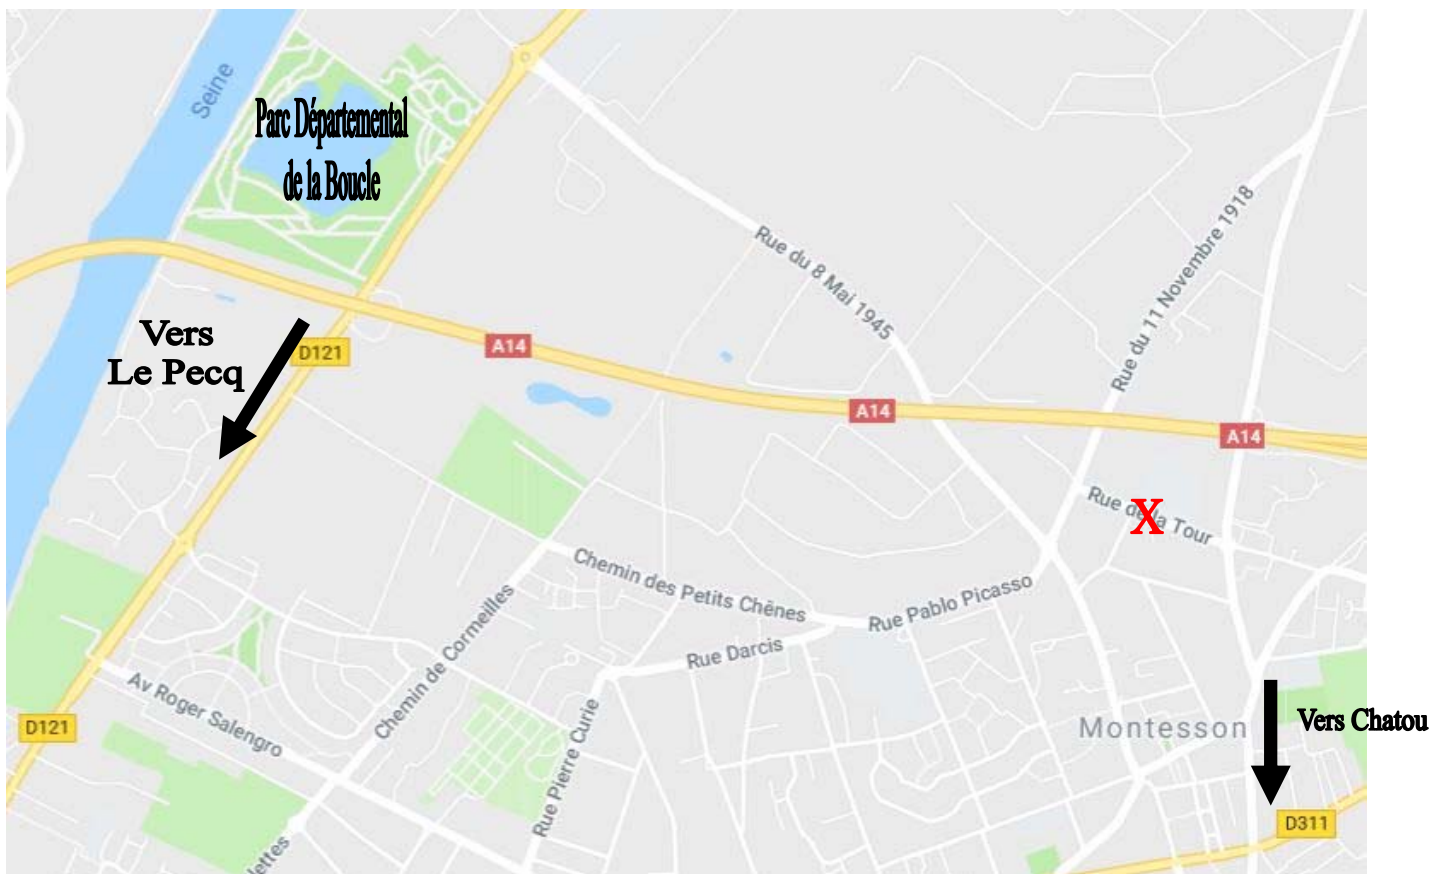 Seine
Parc Départemental
de la Boucle
Rue du 8 Mai 1945
Rue du 11 Novembre 1918
Vers
Le Pecq
D121
A14
A14
A14
Rue de la Tour
X
Chemin des Petits Chênes
Rue Pablo Picasso
Chemin de Cormeilles
Rue Darcis
Av Roger Salengro
Rue Pierre Curie
D121
Montesson
Vers Chatou
D311
lettes